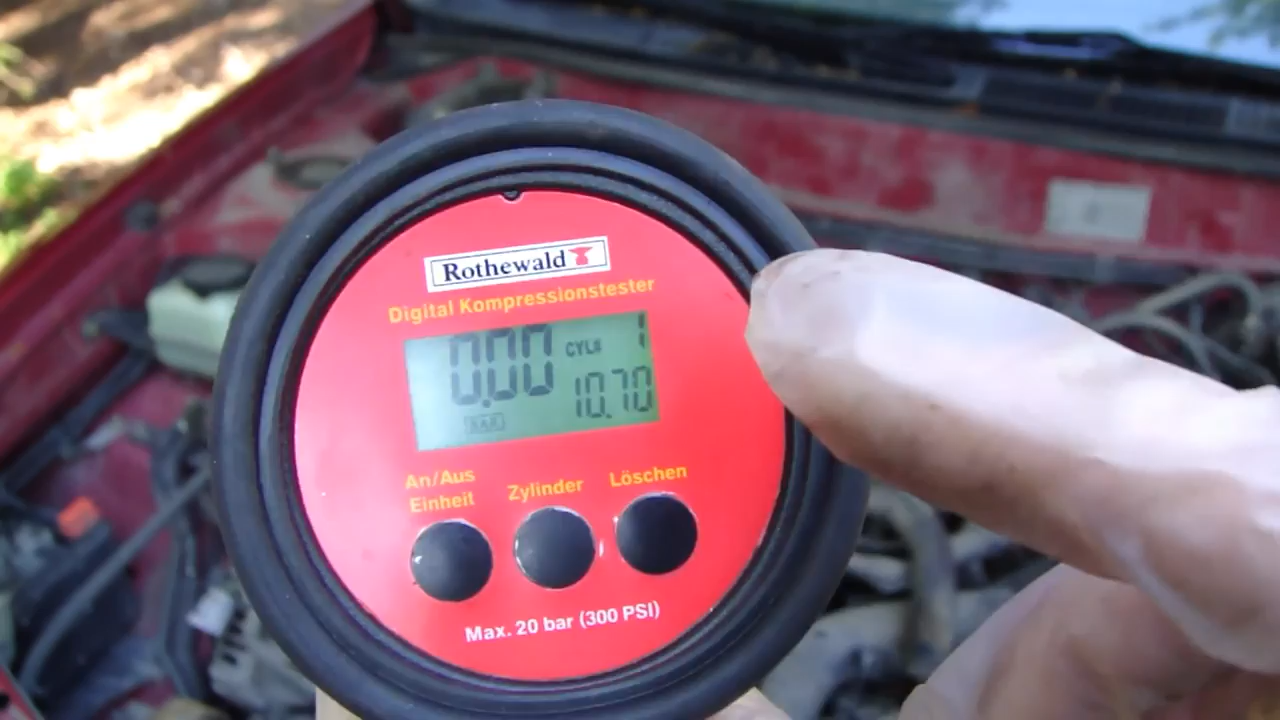 Rothewald
Digital Kompressionstester
0.00 CYL# 1
10.70
BAR
An/Aus
Einheit
Zylinder
Löschen
Max. 20 bar (300 PSI)